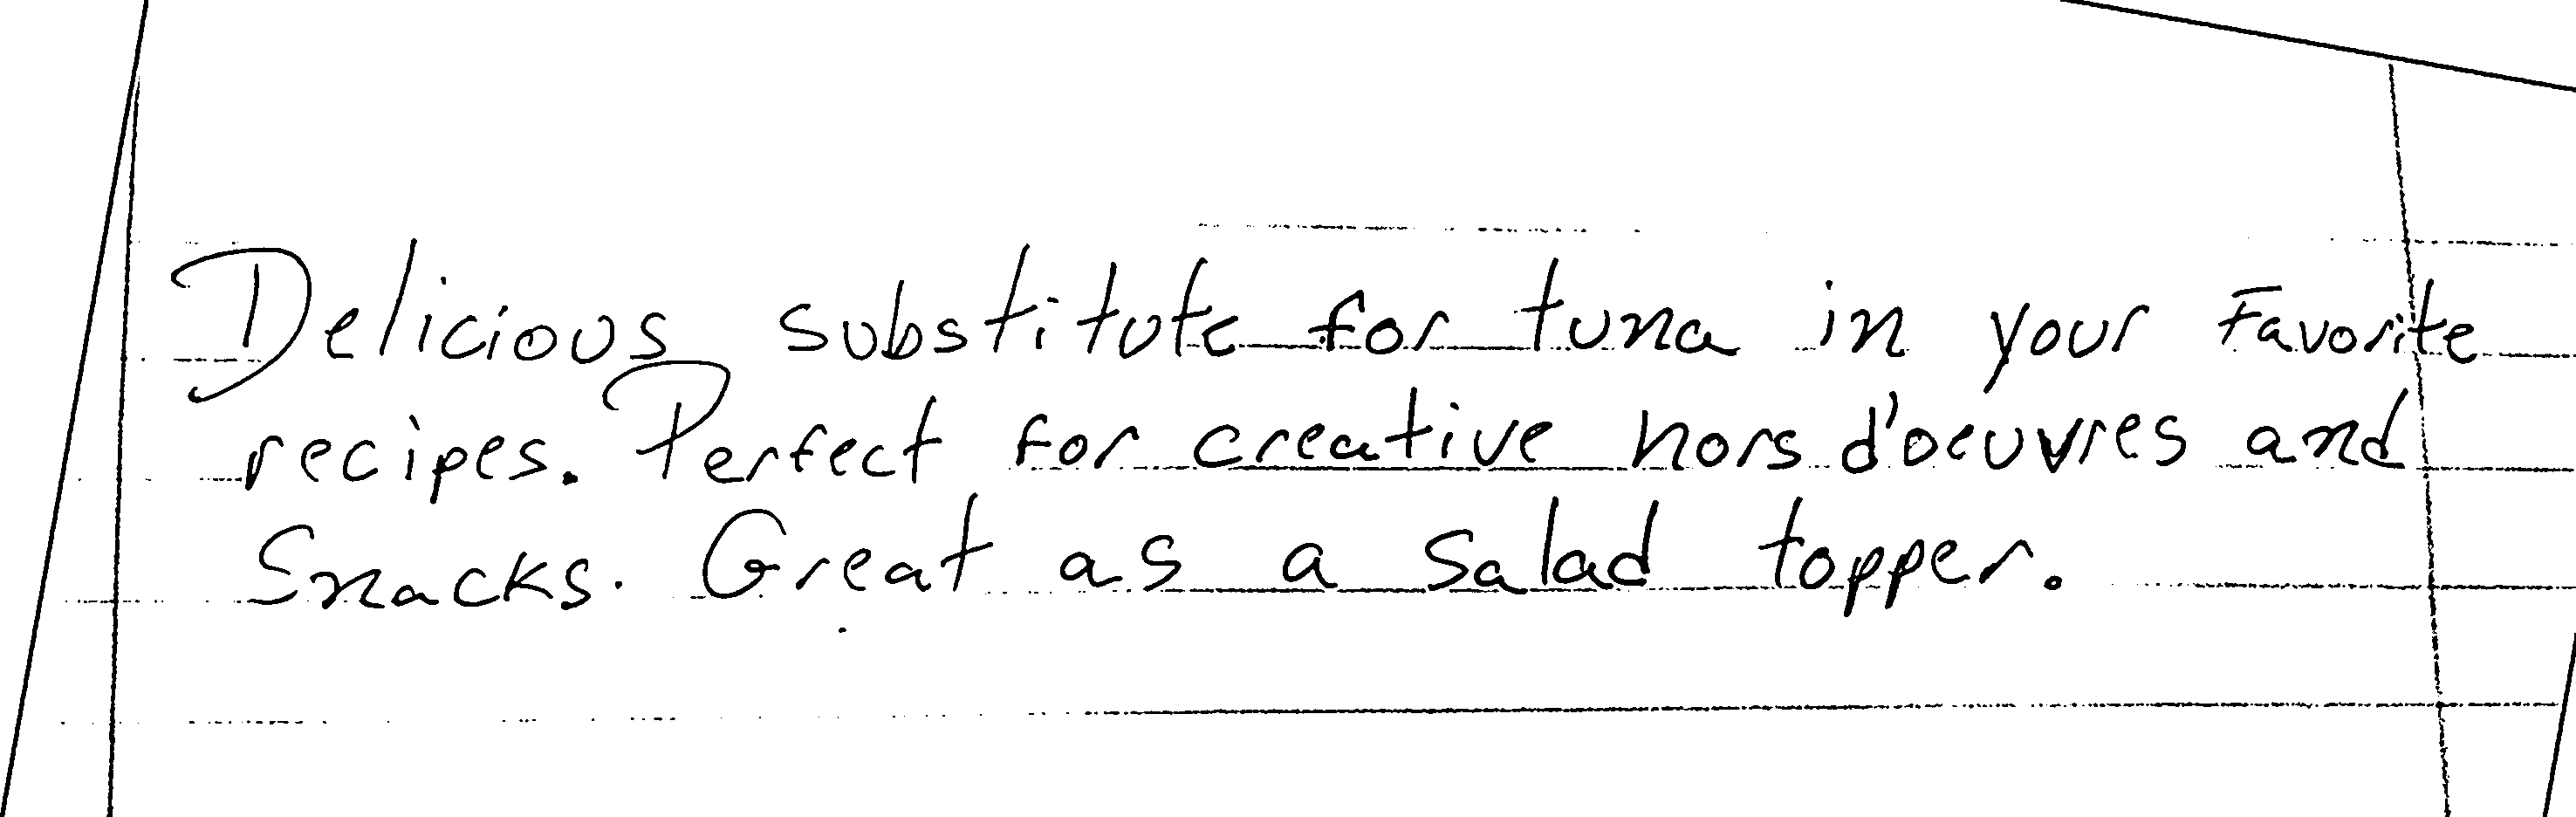 Delicious substitute for tuna in your favorite
recipes. Perfect for creative hors d'oeuvres and
Snacks. Great as a salad topper.